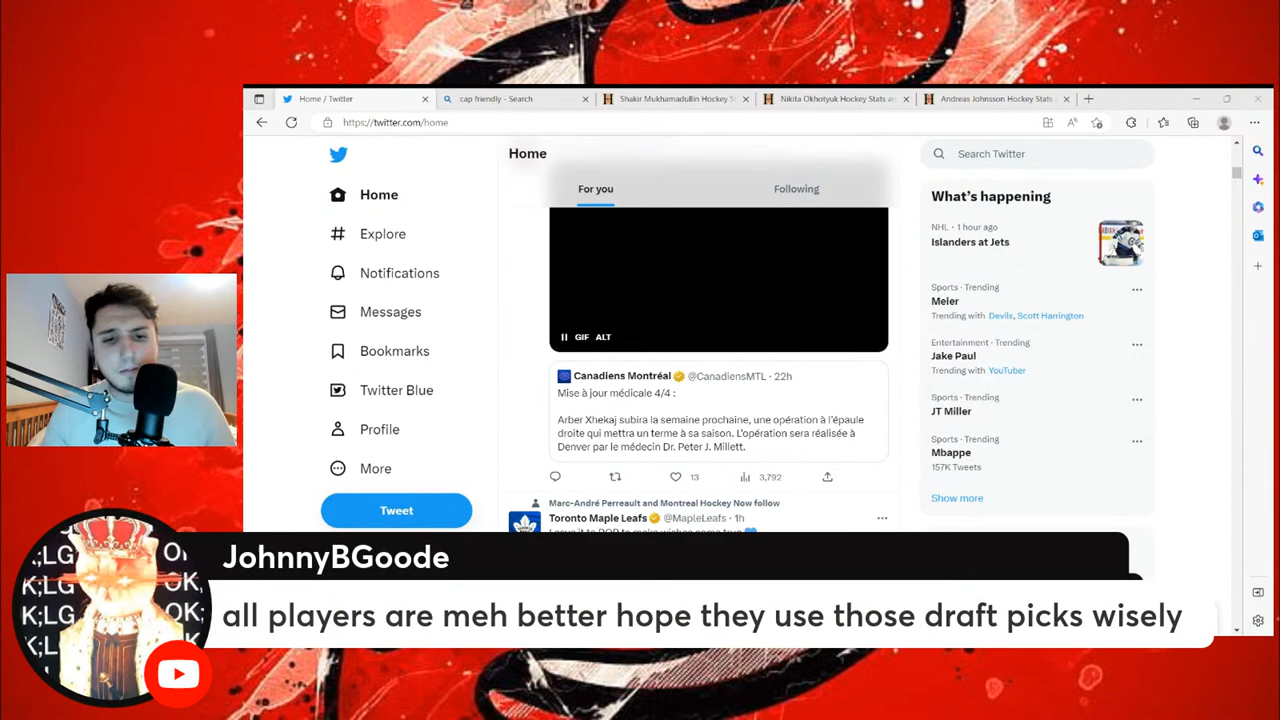 Home / Twitter
cap friendly - Search
Shakir Mukhamadullin Hockey S
Nikita Okhotyuk Hockey Stats an
Andreas Johnsson Hockey Stats
https://twitter.com/home
Home
For you
Following
Home
Explore
Notifications
Messages
Bookmarks
Twitter Blue
Profile
More
Tweet
GIF ALT
Canadiens Montréal @CanadiensMTL · 22h
Mise à jour médicale 4/4 :
Arber Xhekaj subira la semaine prochaine, une opération à l'épaule
droite qui mettra un terme à sa saison. L'opération sera réalisée à
Denver par le médecin Dr. Peter J. Millett.
13
3,792
Marc-André Perreault and Montreal Hockey Now follow
Toronto Maple Leafs @MapleLeafs · 1h
Search Twitter
What's happening
NHL · 1 hour ago
Islanders at Jets
Sports · Trending
Meier
Trending with Devils, Scott Harrington
Entertainment · Trending
Jake Paul
Trending with YouTube
Sports · Trending
JT Miller
Sports · Trending
Mbappe
157K Tweets
Show more
JohnnyBGoode
all players are meh better hope they use those draft picks wisely